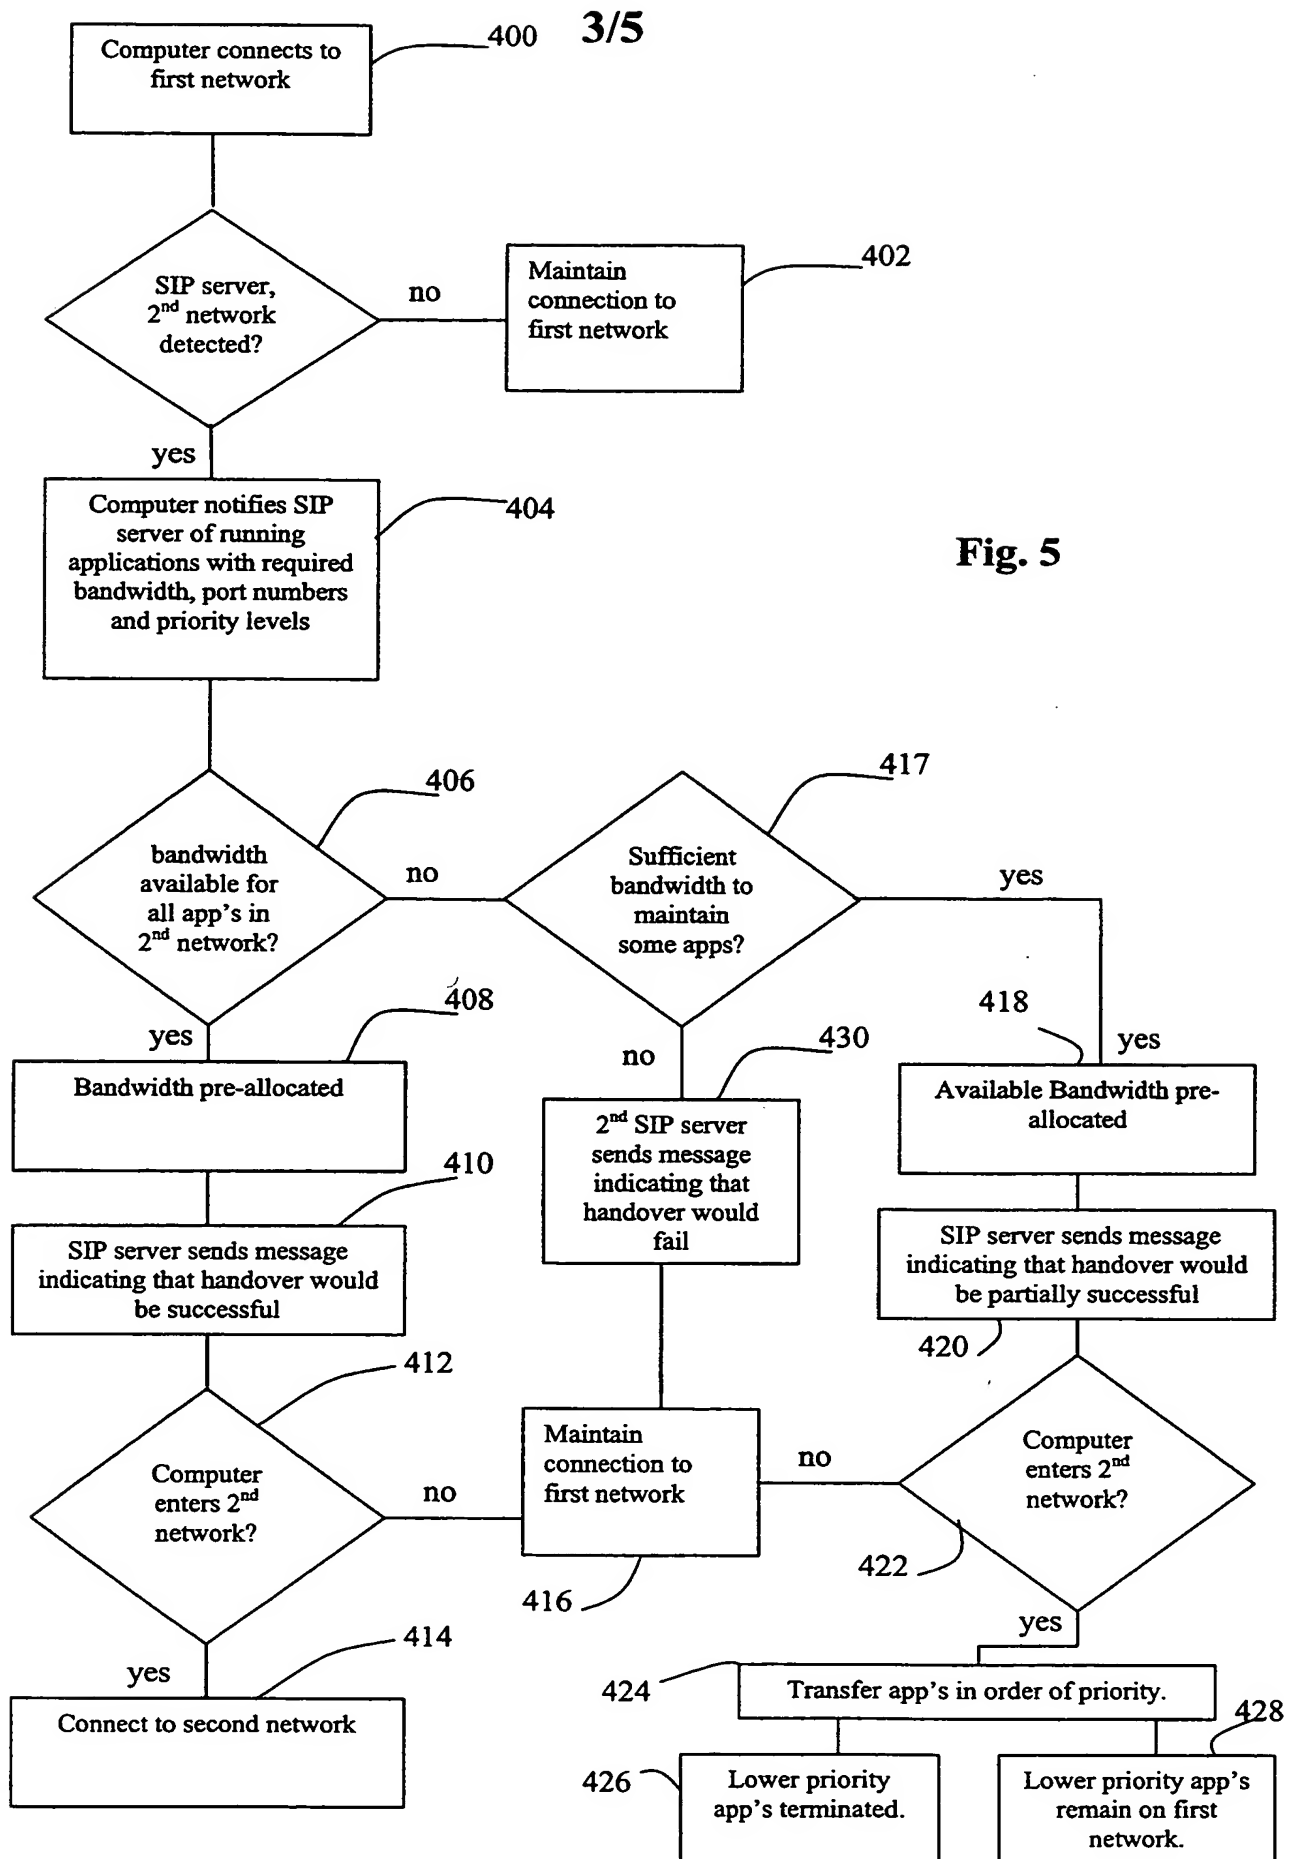 3/5
400
Computer connects to
first network
402
SIP server,
2nd network
detected?
no
Maintain
connection to
first network
yes
404
Computer notifies SIP
server of running
applications with required
bandwidth, port numbers
and priority levels
Fig. 5
406
417
bandwidth
available for
all app's in
2nd network?
no
Sufficient
bandwidth to
maintain
some apps?
yes
408
yes
418
430
no
yes
Bandwidth pre-allocated
2nd SIP server
sends message
indicating that
handover would
fail
Available Bandwidth pre-
allocated
410
SIP server sends message
indicating that handover would
be successful
SIP server sends message
indicating that handover would
be partially successful
420
412
Computer
enters 2nd
network?
no
Maintain
connection to
first network
no
Computer
enters 2nd
network?
422
416
414
yes
yes
Connect to second network
424
Transfer app's in order of priority.
428
426
Lower priority
app's terminated.
Lower priority app's
remain on first
network.